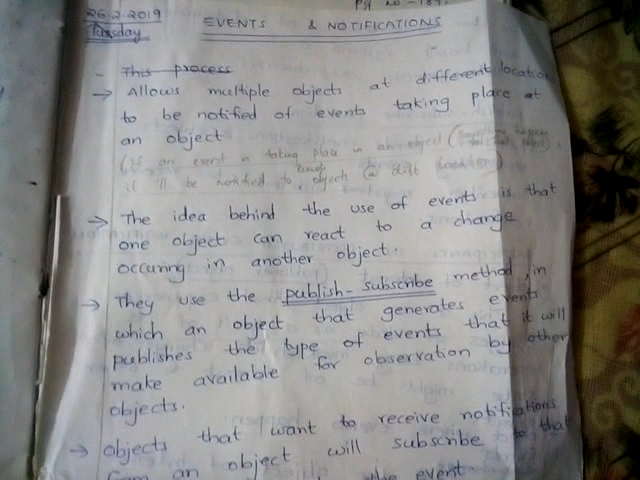 Pg no - 189.
26-2-2019
Tuesday
EVENTS & NOTIFICATIONS
- This process
→ Allows multiple objects at different location
to be notified of events taking place at
an object
(If an event is taking place in an object
it 'll be notified to objects @ diff location)
→ The idea behind the use of events is that
one object can react to a change
occuring in another object.
→ They use the publish-subscribe method, in
which an object that generates events
publishes the type of events that it will
make available for observation by other
objects.
→ Objects that want to receive notifications
from an object will subscribe to that
the event